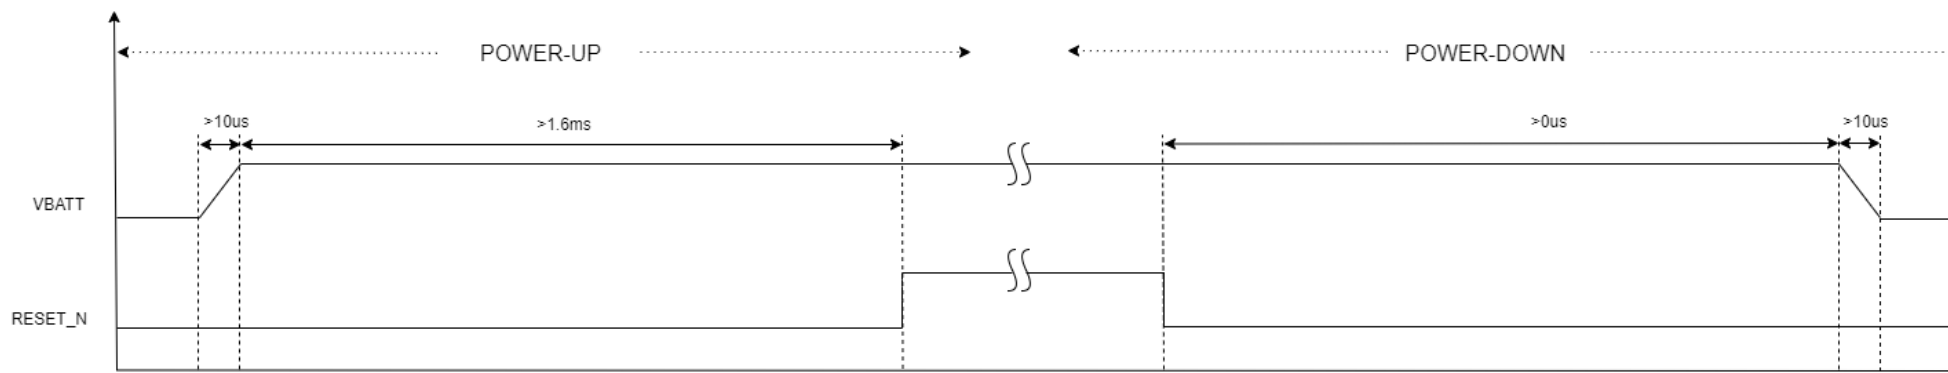 POWER-UP
POWER-DOWN
>10us
>1.6ms
>0us
>10us
VBATT
RESET_N